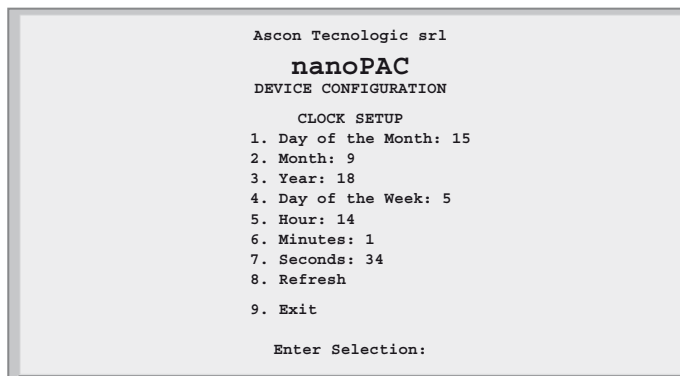 Ascon Tecnologic srl
nanoPAC
DEVICE CONFIGURATION
CLOCK SETUP
1. Day of the Month: 15
2. Month: 9
3. Year: 18
4. Day of the Week: 5
5. Hour: 14
6. Minutes: 1
7. Seconds: 34
8. Refresh
9. Exit
Enter Selection: